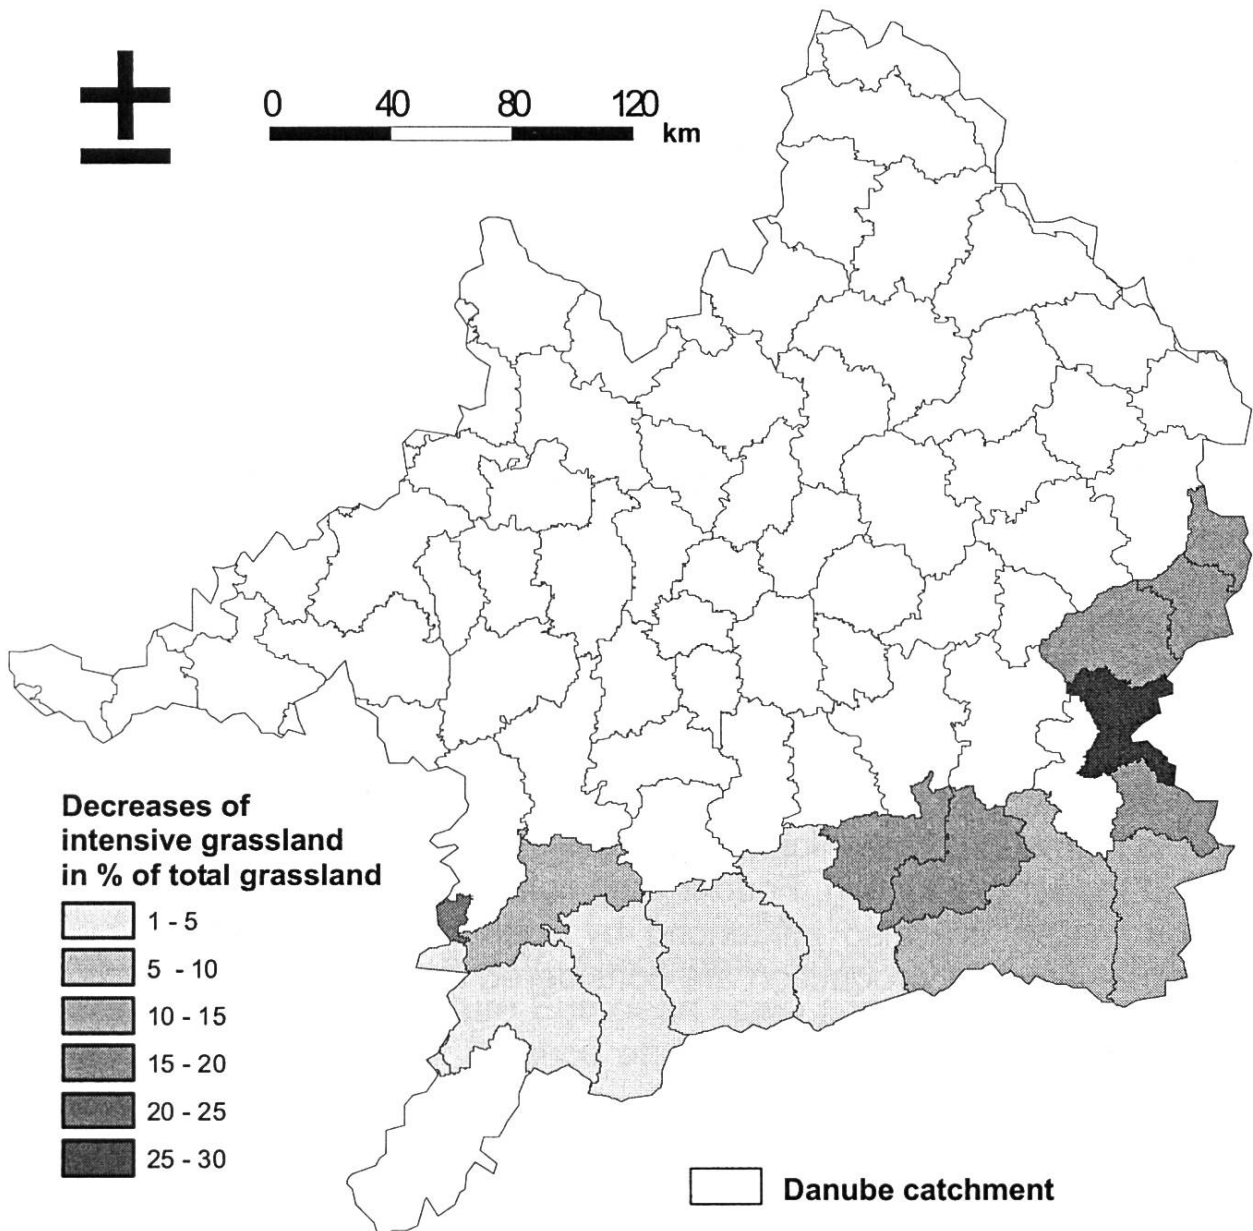 0 40 80 120
km
Decreases of
intensive grassland
in % of total grassland
1 - 5
5 - 10
10 - 15
15 - 20
20 - 25
25 - 30
Danube catchment